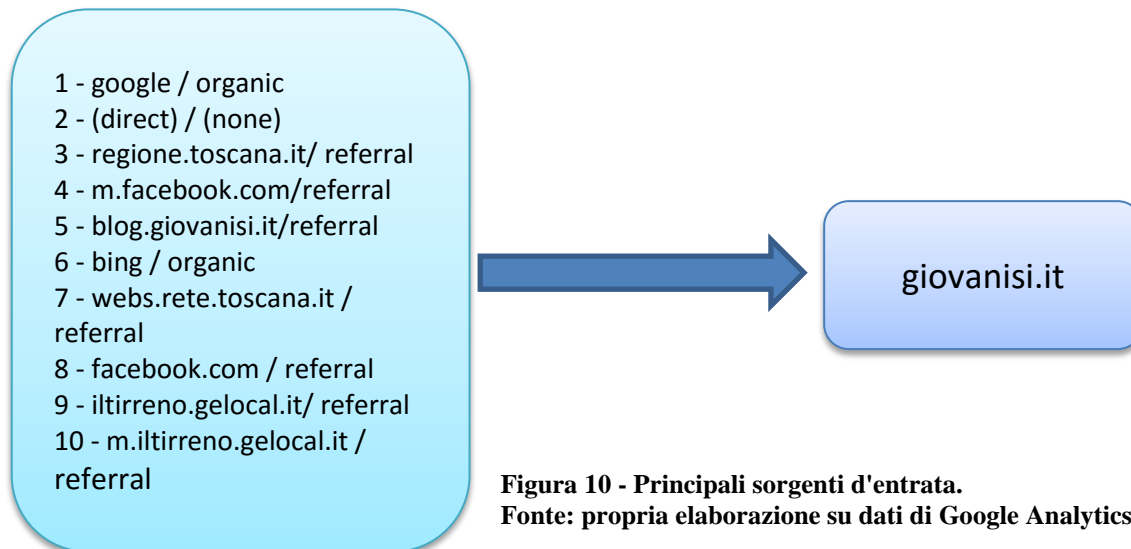 1 - google / organic
2 - (direct) / (none)
3 - regione.toscana.it/ referral
4 - m.facebook.com/referral
5 - blog.giovanisi.it/referral
6 - bing / organic
7 - webs.rete.toscana.it /
referral
8 - facebook.com / referral
9 - iltirreno.gelocal.it/ referral
10 - m.iltirreno.gelocal.it /
referral
giovanisi.it
Figura 10 - Principali sorgenti d'entrata.
Fonte: propria elaborazione su dati di Google Analytics